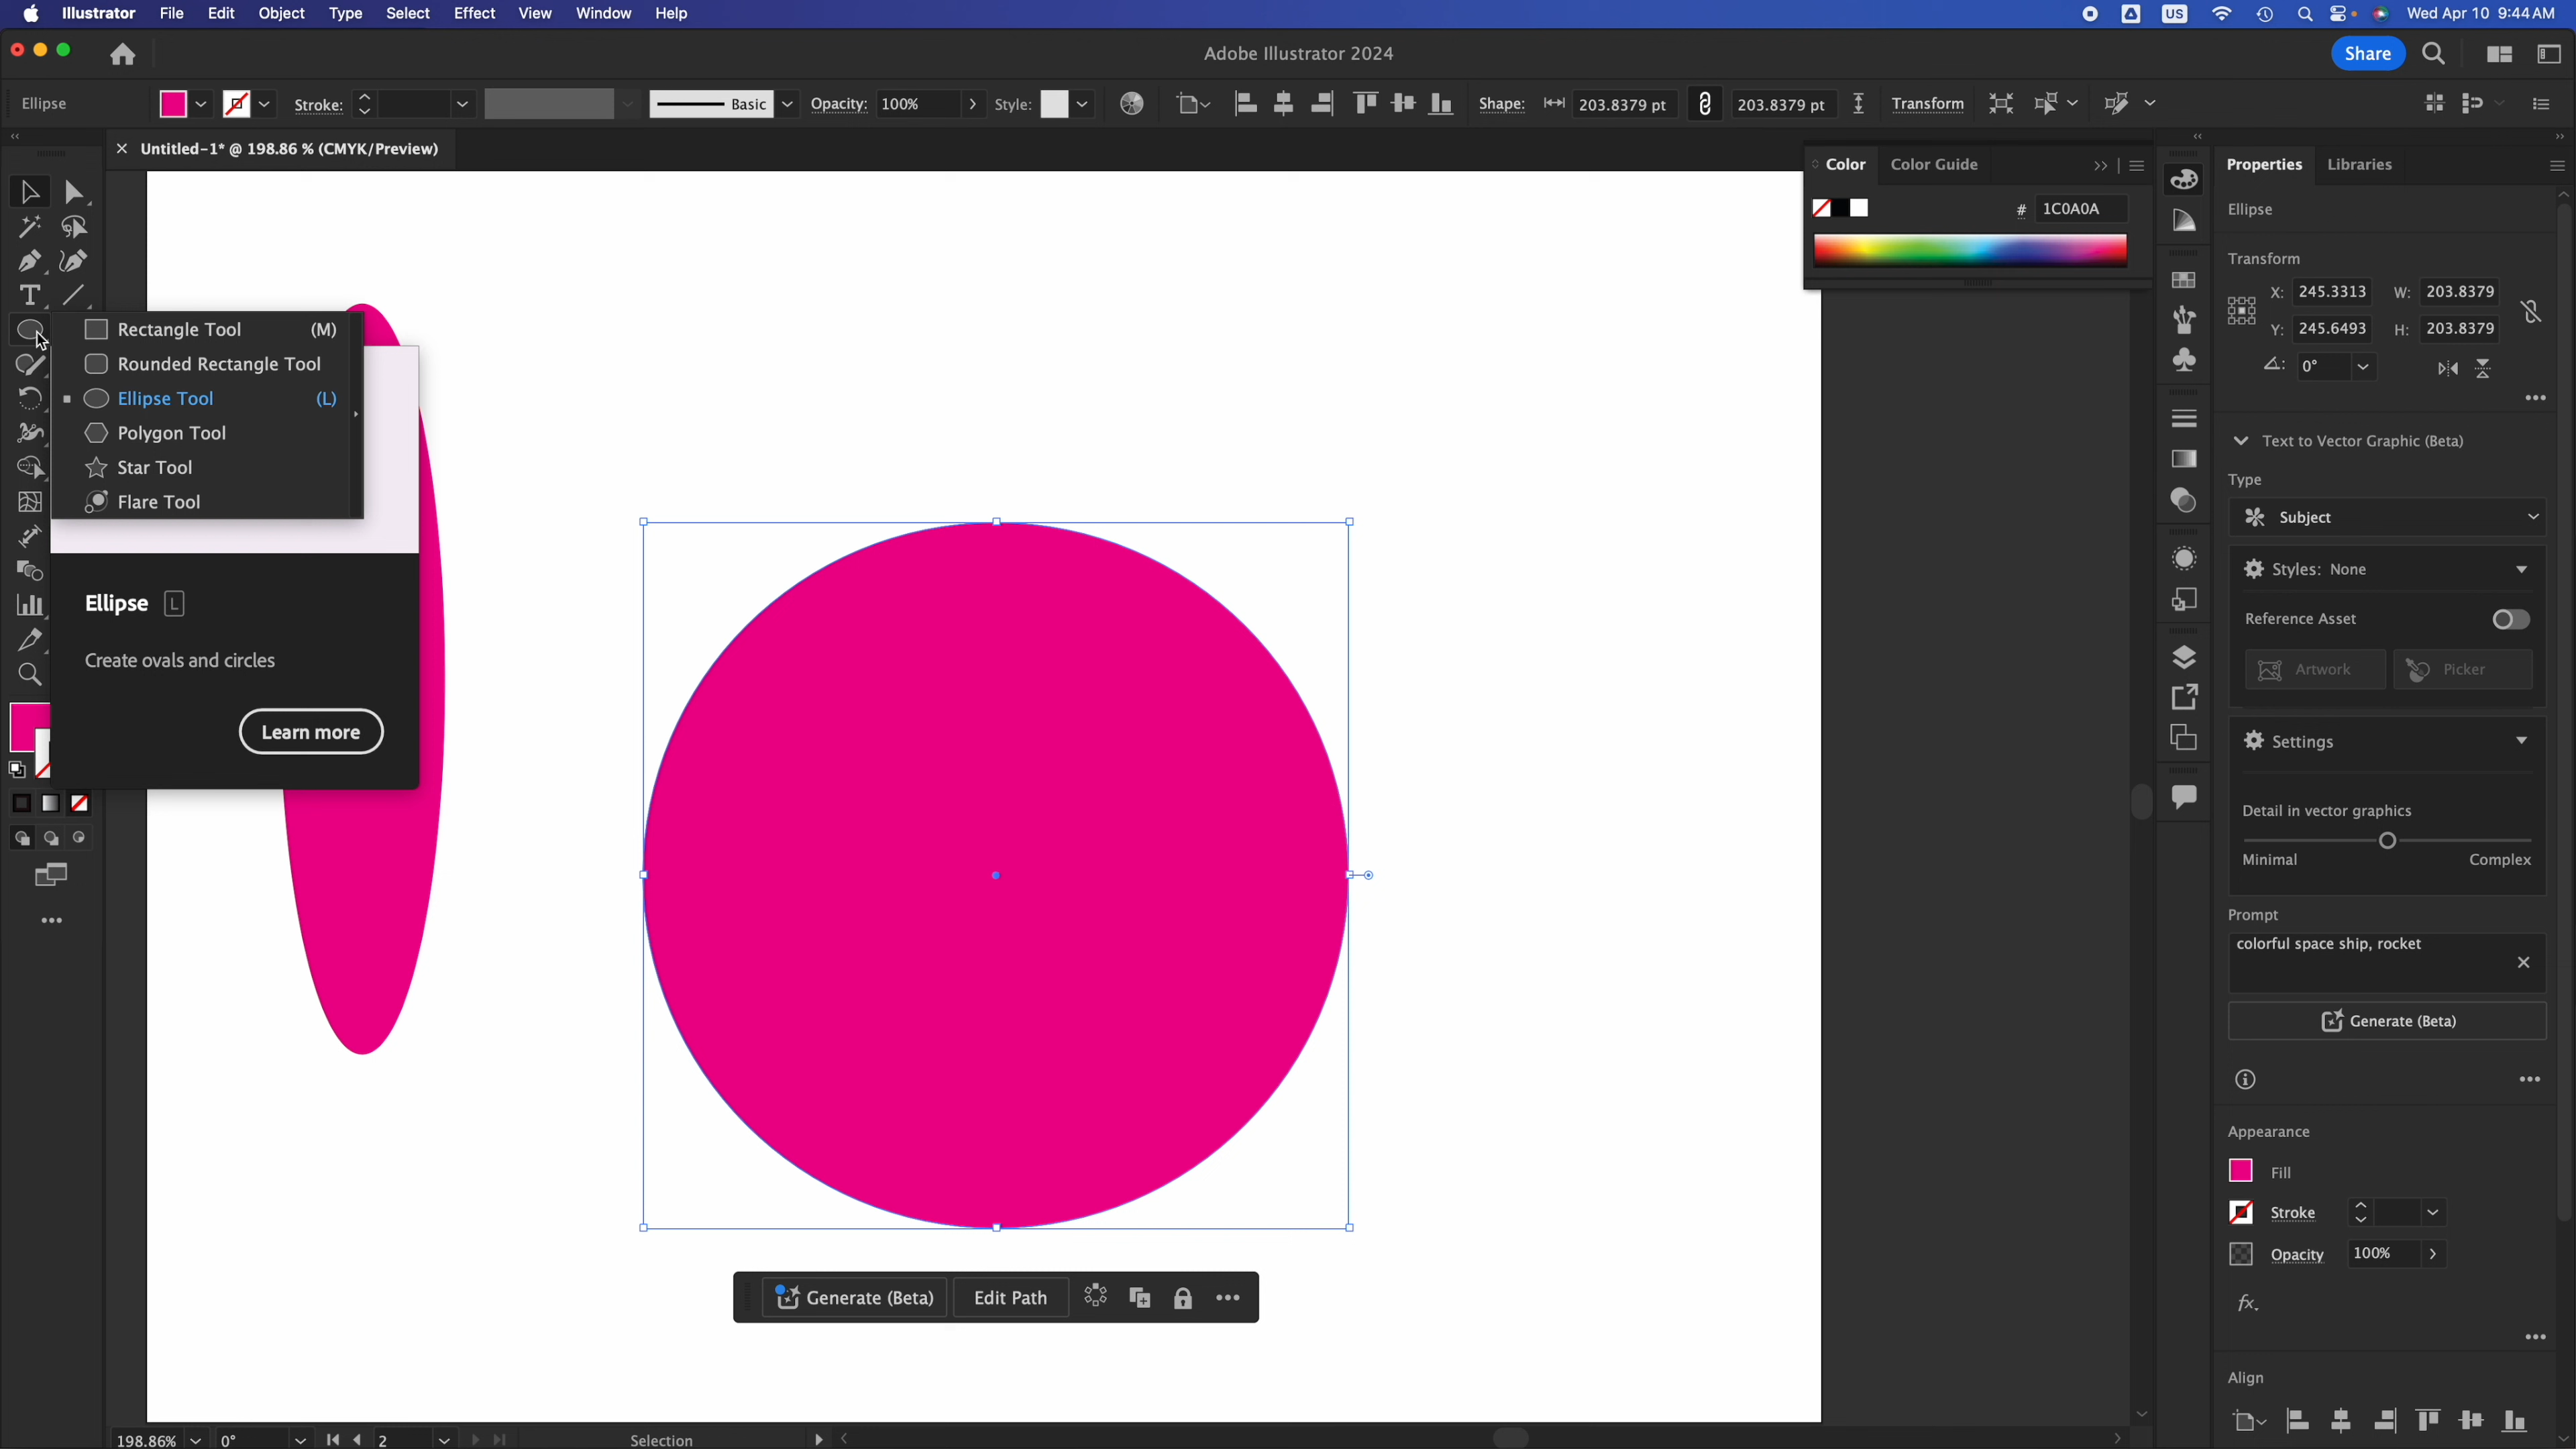 Illustrator File Edit Object Type Select Effect View Window Help US Wed Apr 10 9:44 AM
Adobe Illustrator 2024 Share
Ellipse Stroke: Basic Opacity: 100% Style: Shape: 203.8379 pt 203.8379 pt Transform
Untitled-1* @ 198.86 % (CMYK/Preview)
Color Color Guide
# 1C0A0A
Rectangle Tool (M)
Rounded Rectangle Tool
Ellipse Tool (L)
Polygon Tool
Star Tool
Flare Tool
Ellipse L
Create ovals and circles
Learn more
Generate (Beta) Edit Path
Properties Libraries
Ellipse
Transform
X: 245.3313 W: 203.8379
Y: 245.6493 H: 203.8379
0°
Text to Vector Graphic (Beta)
Type
Subject
Styles: None
Reference Asset
Artwork Picker
Settings
Detail in vector graphics
Minimal Complex
Prompt
colorful space ship, rocket
Generate (Beta)
Appearance
Fill
Stroke
Opacity 100%
fx
Align
198.86% 0° 2 Selection